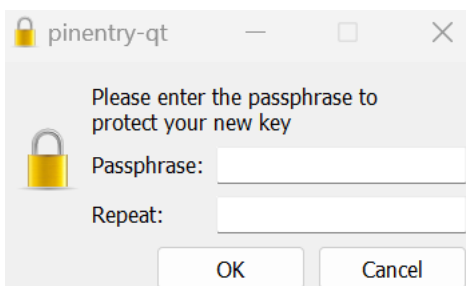 pinentry-qt
Please enter the passphrase to
protect your new key
Passphrase:
Repeat:
OK Cancel